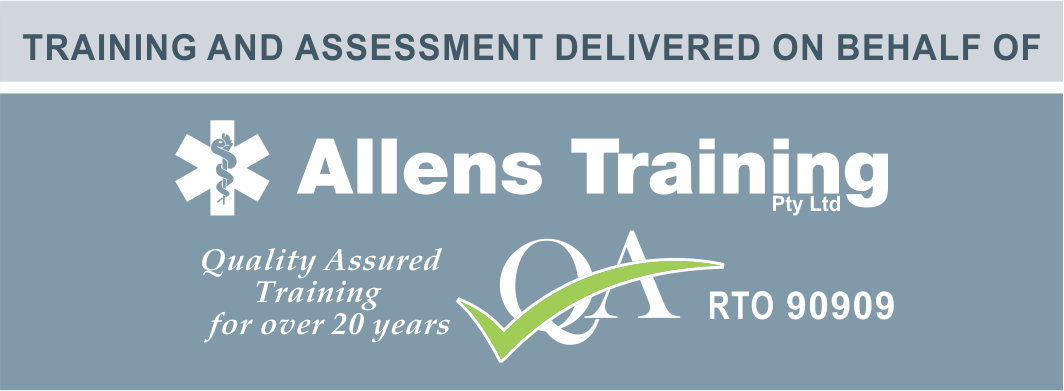 TRAINING AND ASSESSMENT DELIVERED ON BEHALF OF
Allens Training
Pty Ltd
Quality Assured
Training
for over 20 years
QA
RTO 90909